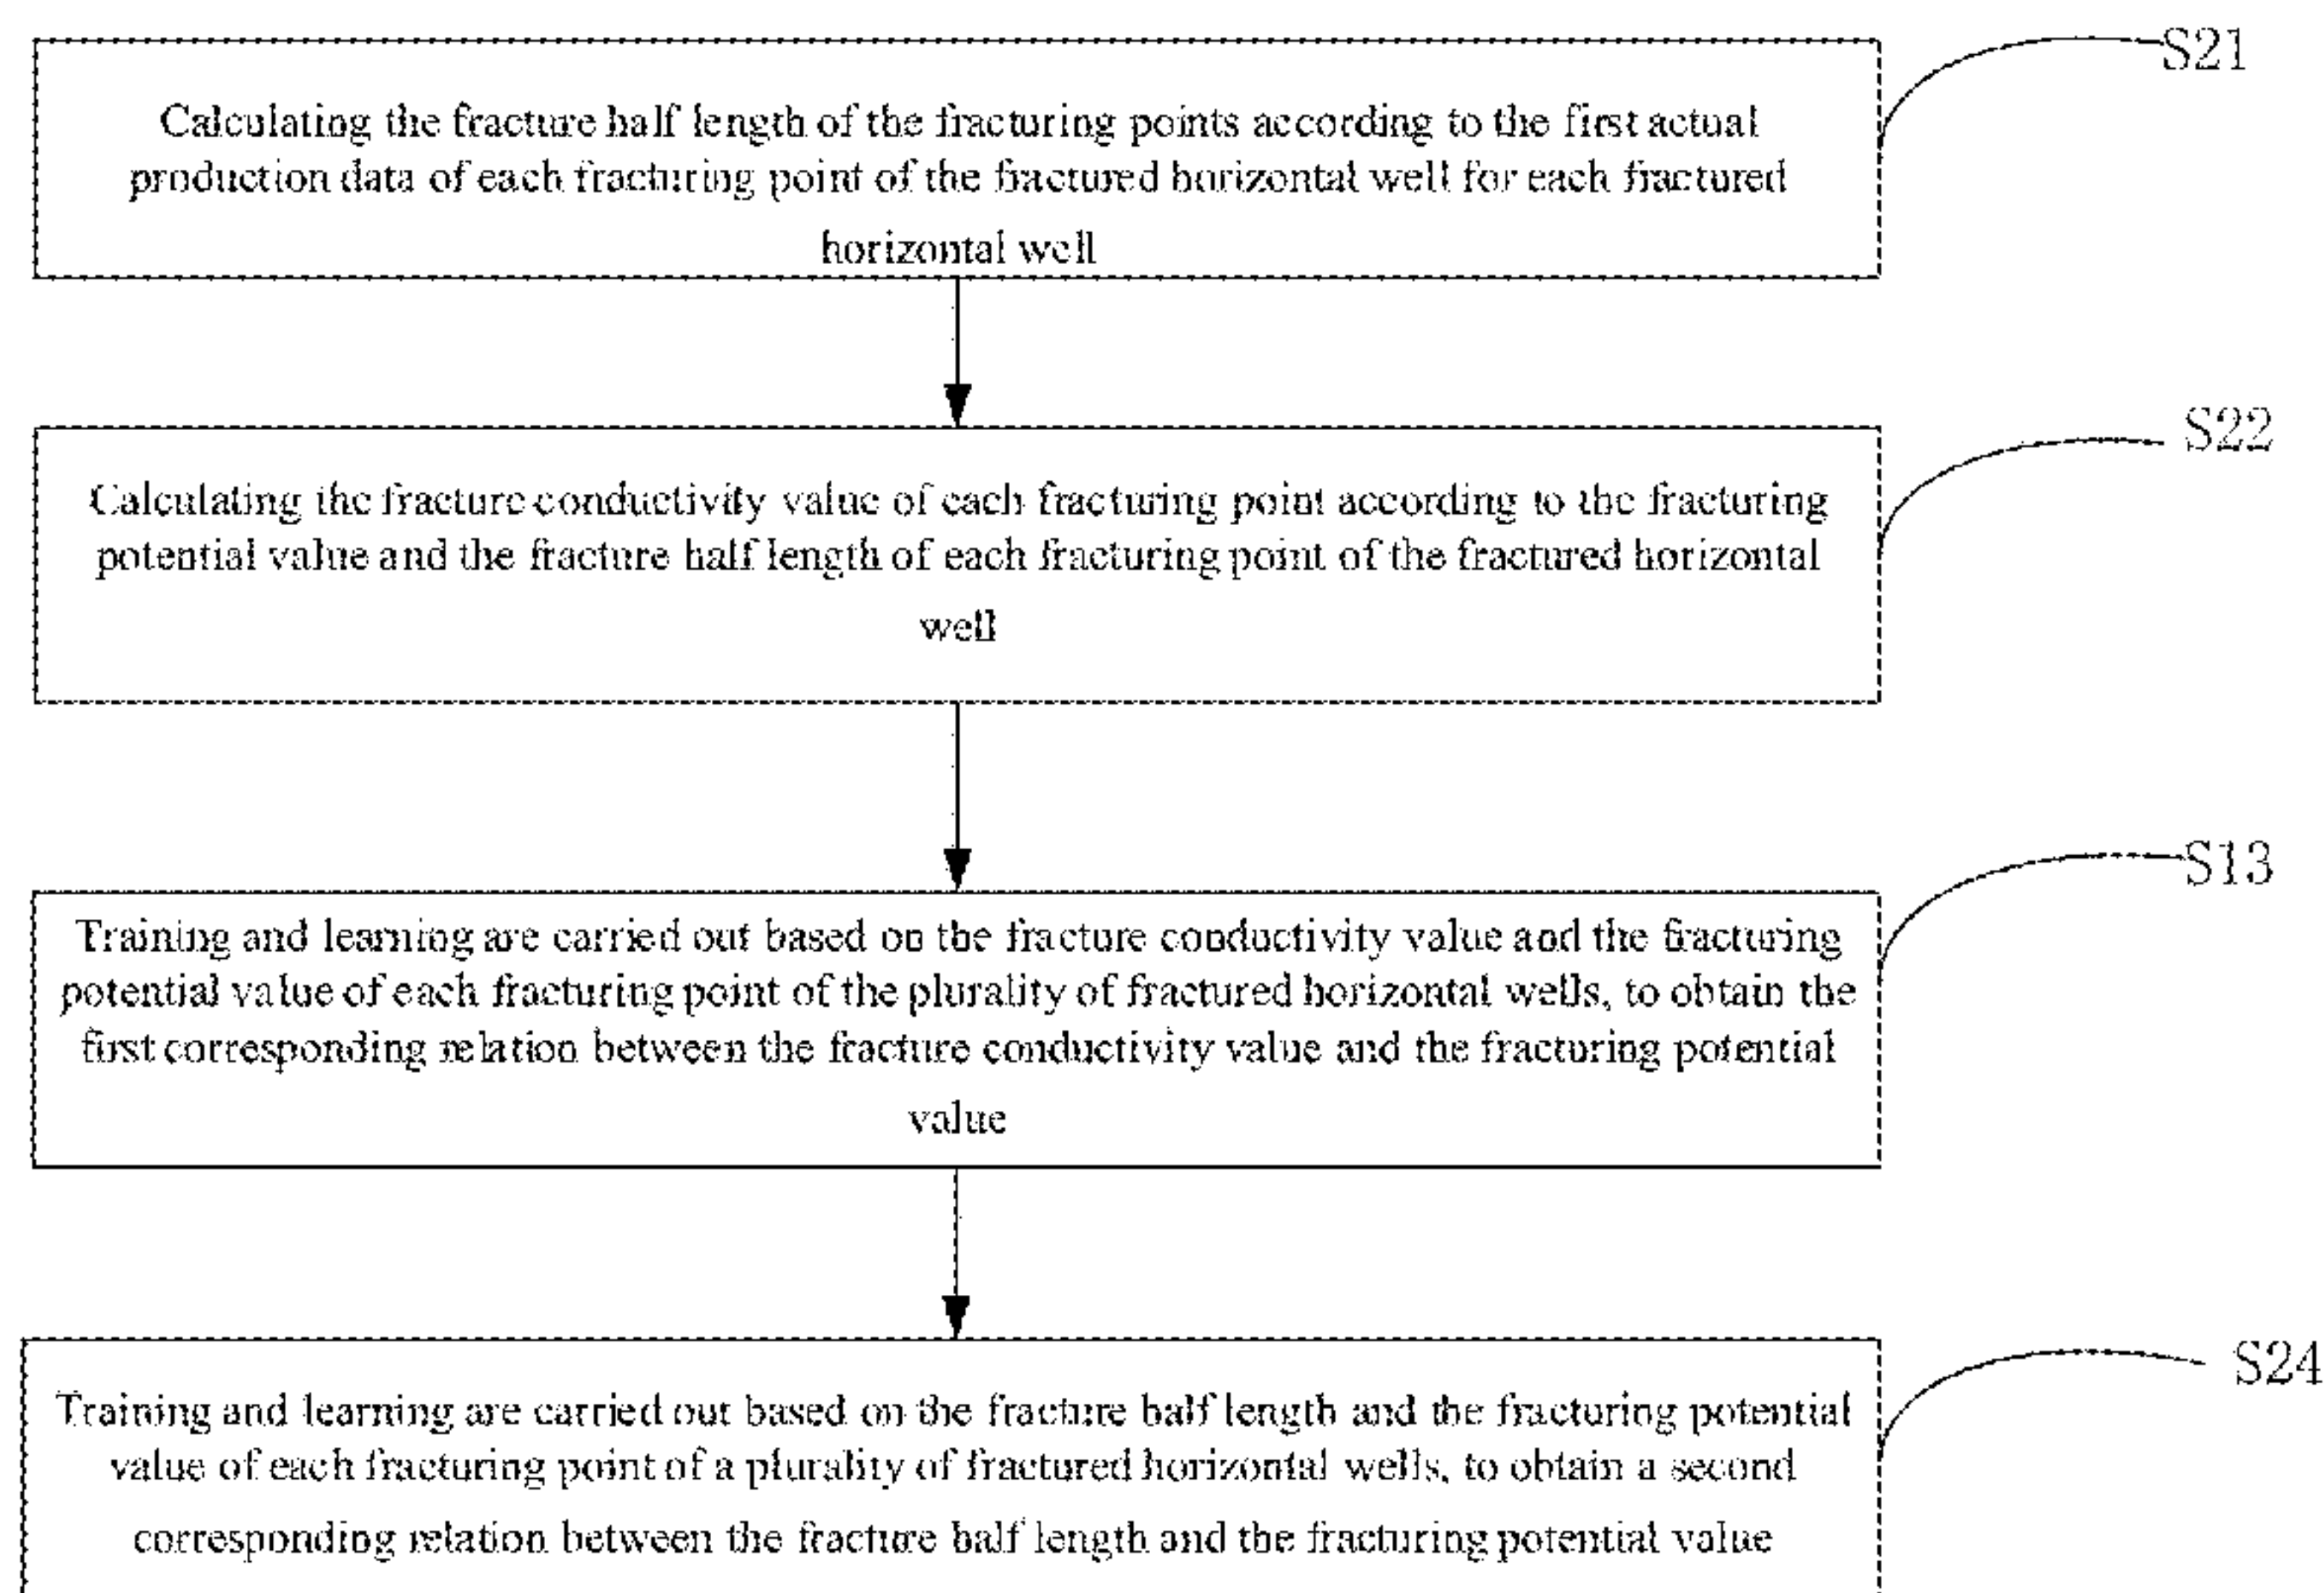 S21
Calculating the fracture half length of the fracturing points according to the first actual
production data of each fracturing point of the fractured horizontal well for each fractured
horizontal well
S22
Calculating the fracture conductivity value of each fracturing point according to the fracturing
potential value and the fracture half length of each fracturing point of the fractured horizontal
well
S13
Training and learning are carried out based on the fracture conductivity value and the fracturing
potential value of each fracturing point of the plurality of fractured horizontal wells, to obtain the
first corresponding relation between the fracture conductivity value and the fracturing potential
value
S24
Training and learning are carried out based on the fracture half length and the fracturing potential
value of each fracturing point of a plurality of fractured horizontal wells, to obtain a second
corresponding relation between the fracture half length and the fracturing potential value